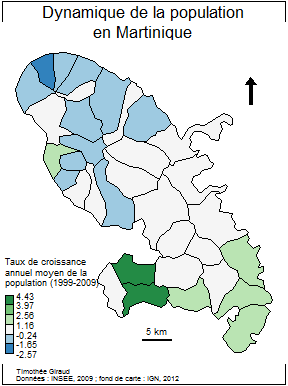 Dynamique de la population
en Martinique
Taux de croissance
annuel moyen de la
population (1999-2009)
4.43
3.97
2.56
1.16
-0.24
-1.65
-2.57
5 km
Timothée Giraud
Données : INSEE, 2009 ; fond de carte : IGN, 2012